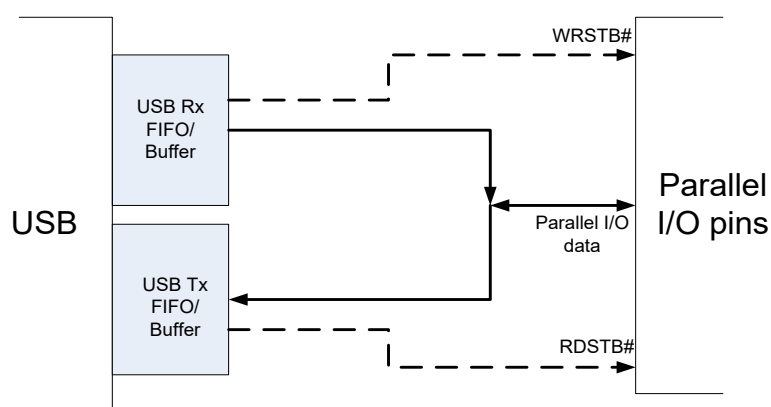 WRSTB#
USB Rx
FIFO/
Buffer
USB
Parallel
I/O pins
Parallel I/O
data
USB Tx
FIFO/
Buffer
RDSTB#